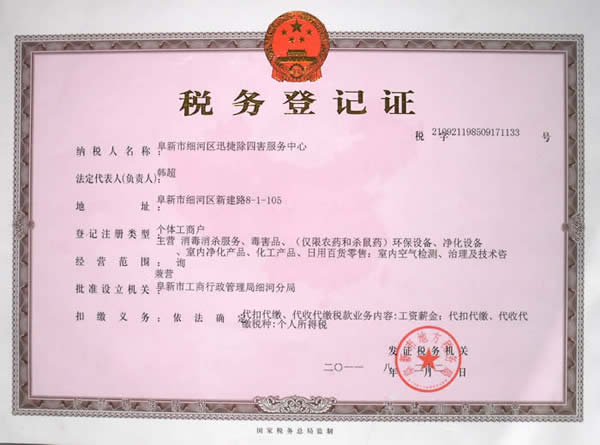 税务登记证
税字 210921198509171133 号
纳税人名称: 阜新市细河区迅捷除四害服务中心
法定代表人(负责人): 韩超
地址 阜新市细河区新建路8-1-105
登记注册类型 个体工商户
主营 消毒消杀服务、毒害品、(仅限农药和杀鼠药)环保设备、净化设备
、室内净化产品、化工产品、日用百货零售;室内空气检测、治理及技术咨
经营范围: 询
兼营
批准设立机关: 阜新市工商行政管理局细河分局
扣缴义务: 依法确定 代扣代缴、代收代缴税款业务内容:工资薪金;代扣代缴、代收代
缴税种:个人所得税
发证税务机关
二〇一一年八月二日
国家税务总局监制